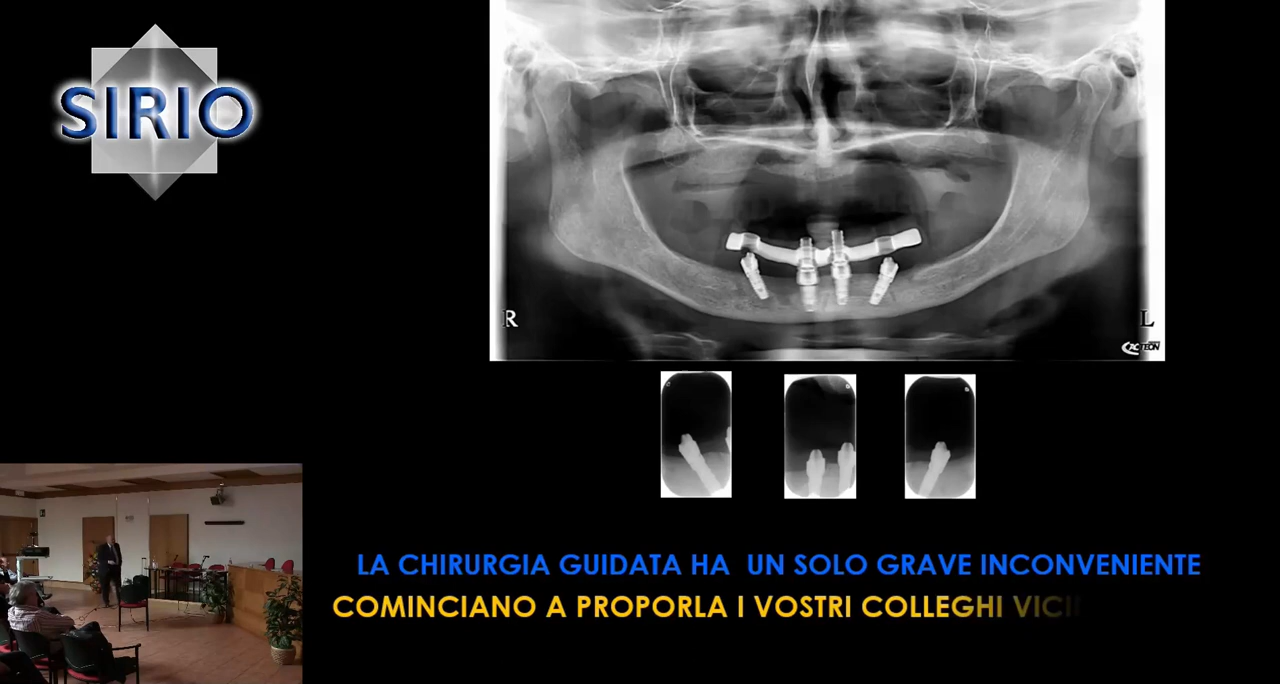 SIRIO
R
L
ACTEON
LA CHIRURGIA GUIDATA HA UN SOLO GRAVE INCONVENIENTE
COMINCIANO A PROPORLA I VOSTRI COLLEGHI